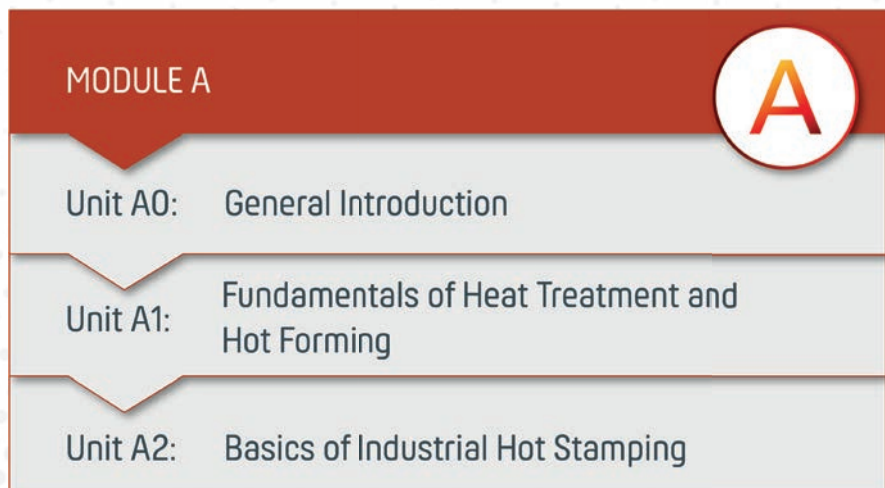 MODULE A
A
Unit A0: General Introduction
Unit A1: Fundamentals of Heat Treatment and
Hot Forming
Unit A2: Basics of Industrial Hot Stamping